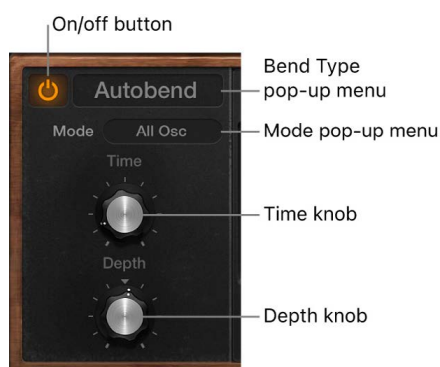 On/off button
Bend Type
pop-up menu
Autobend
Mode
All Osc
Mode pop-up menu
Time
Time knob
Depth
Depth knob